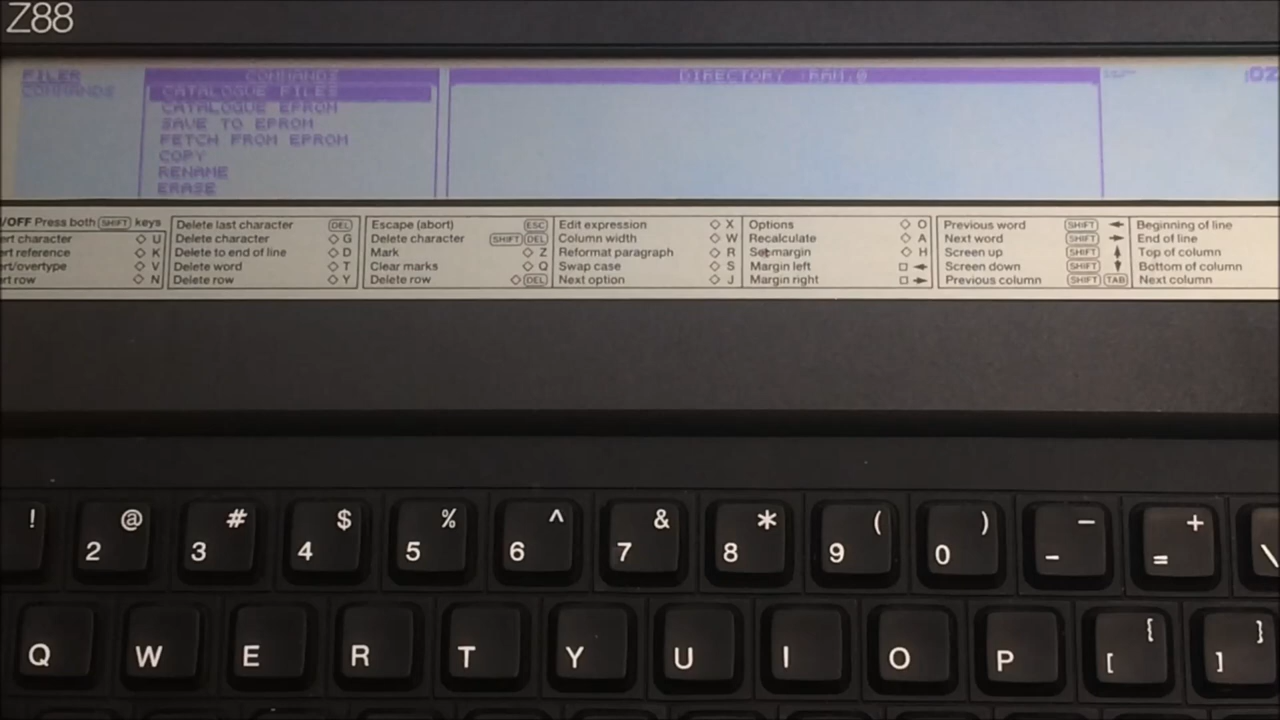 Z88
FILER COMMANDS DIRECTORY :RAM.0 OZ
COMMANDS CATALOGUE FILES
CATALOGUE EPROM
SAVE TO EPROM
FETCH FROM EPROM
COPY
RENAME
ERASE
/OFF Press both SHIFT keys Delete last character DEL Escape (abort) ESC Edit expression ◇ X Options ◇ O Previous word SHIFT ← Beginning of line
ert character ◇ U Delete character ◇ G Delete character SHIFT DEL Column width ◇ W Recalculate ◇ A Next word SHIFT → End of line
ert reference ◇ K Delete to end of line ◇ D Mark ◇ Z Reformat paragraph ◇ R Set margin ◇ H Screen up SHIFT ↑ Top of column
ert/overtype ◇ V Delete word ◇ T Clear marks ◇ Q Swap case ◇ S Margin left □ ← Screen down SHIFT ↓ Bottom of column
ert row ◇ N Delete row ◇ Y Delete row ◇ DEL Next option ◇ J Margin right □ → Previous column SHIFT TAB Next column
! @ # $ % ^ & * ( ) − +
2 3 4 5 6 7 8 9 0 - = \
{ }
Q W E R T Y U I O P [ ]